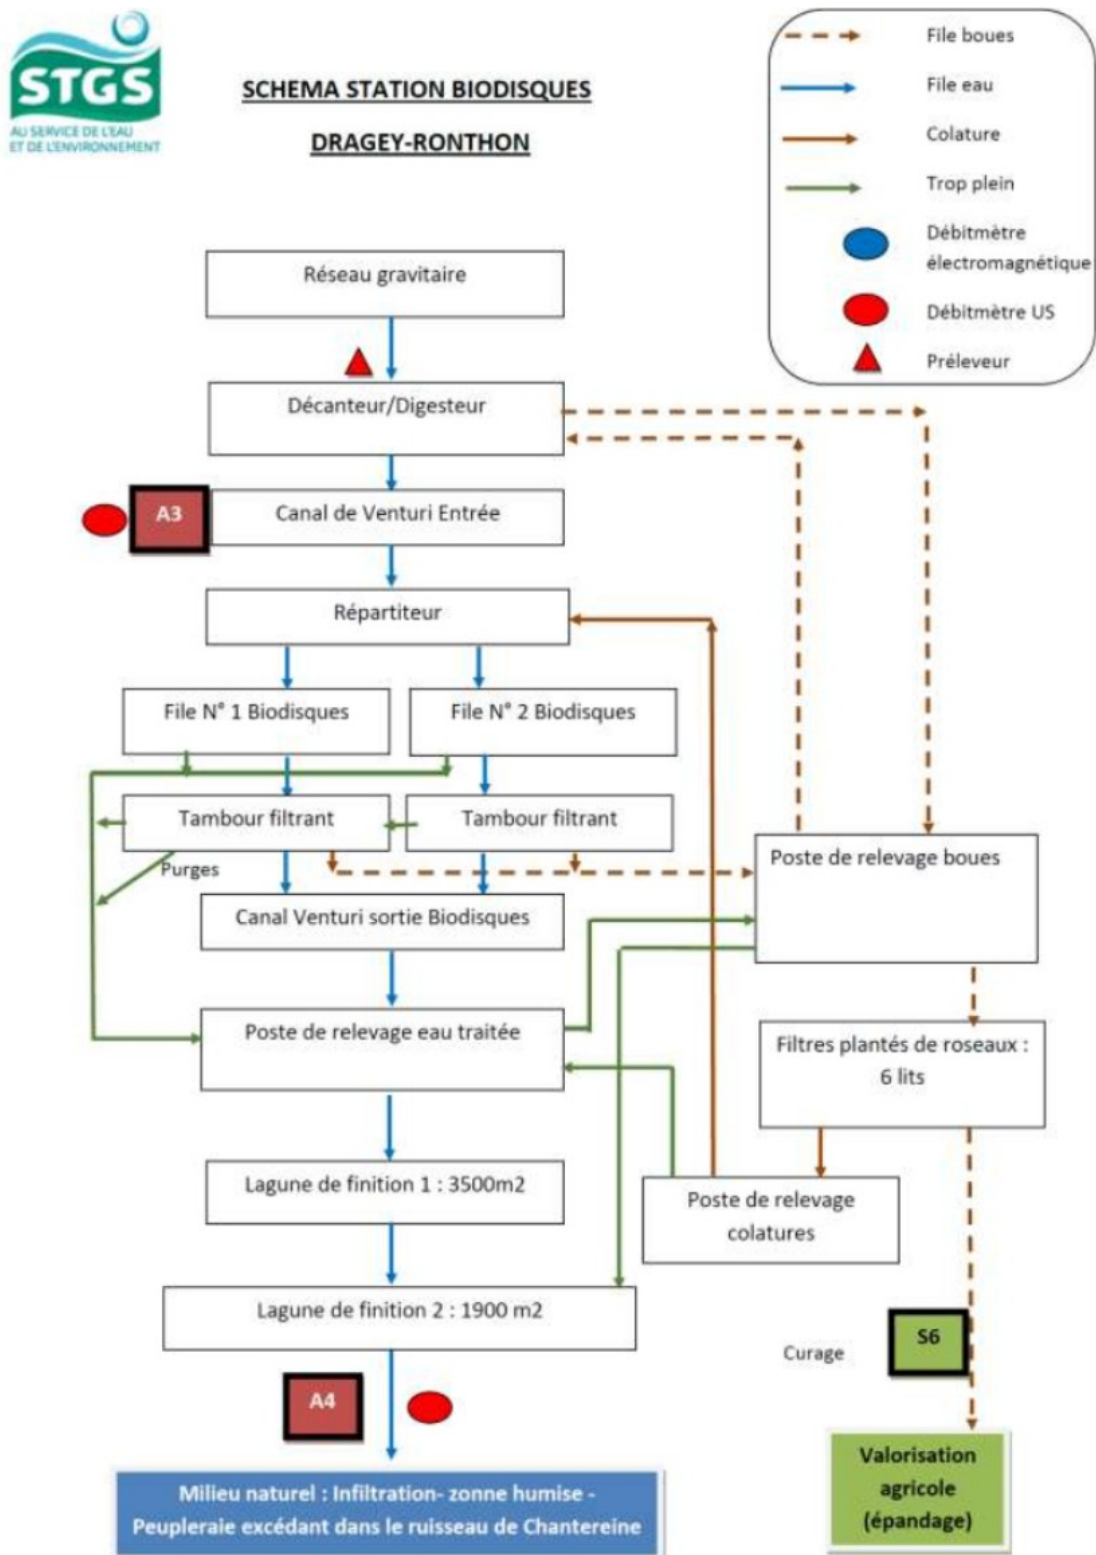 STGS
AU SERVICE DE L'EAU
ET DE L'ENVIRONNEMENT
SCHEMA STATION BIODISQUES
DRAGEY-RONTHON
File boues
File eau
Colature
Trop plein
Débitmètre
électromagnétique
Débitmètre US
Préleveur
Réseau gravitaire
Décanteur/Digesteur
A3
Canal de Venturi Entrée
Répartiteur
File N° 1 Biodisques
File N° 2 Biodisques
Tambour filtrant
Tambour filtrant
Purges
Poste de relevage boues
Canal Venturi sortie Biodisques
Poste de relevage eau traitée
Filtres plantés de roseaux :
6 lits
Lagune de finition 1 : 3500m2
Poste de relevage
colatures
Lagune de finition 2 : 1900 m2
S6
Curage
A4
Valorisation
agricole
(épandage)
Milieu naturel : Infiltration- zonne humise -
Peupleraie excédant dans le ruisseau de Chantereine